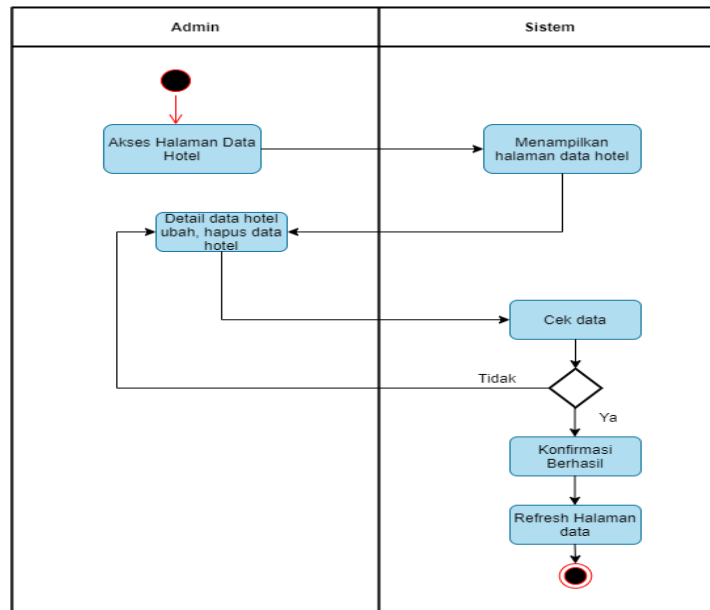 Admin
Sistem
Akses Halaman Data
Hotel
Menampilkan
halaman data hotel
Detail data hotel
ubah, hapus data
hotel
Cek data
Tidak
Ya
Konfirmasi
Berhasil
Refresh Halaman
data